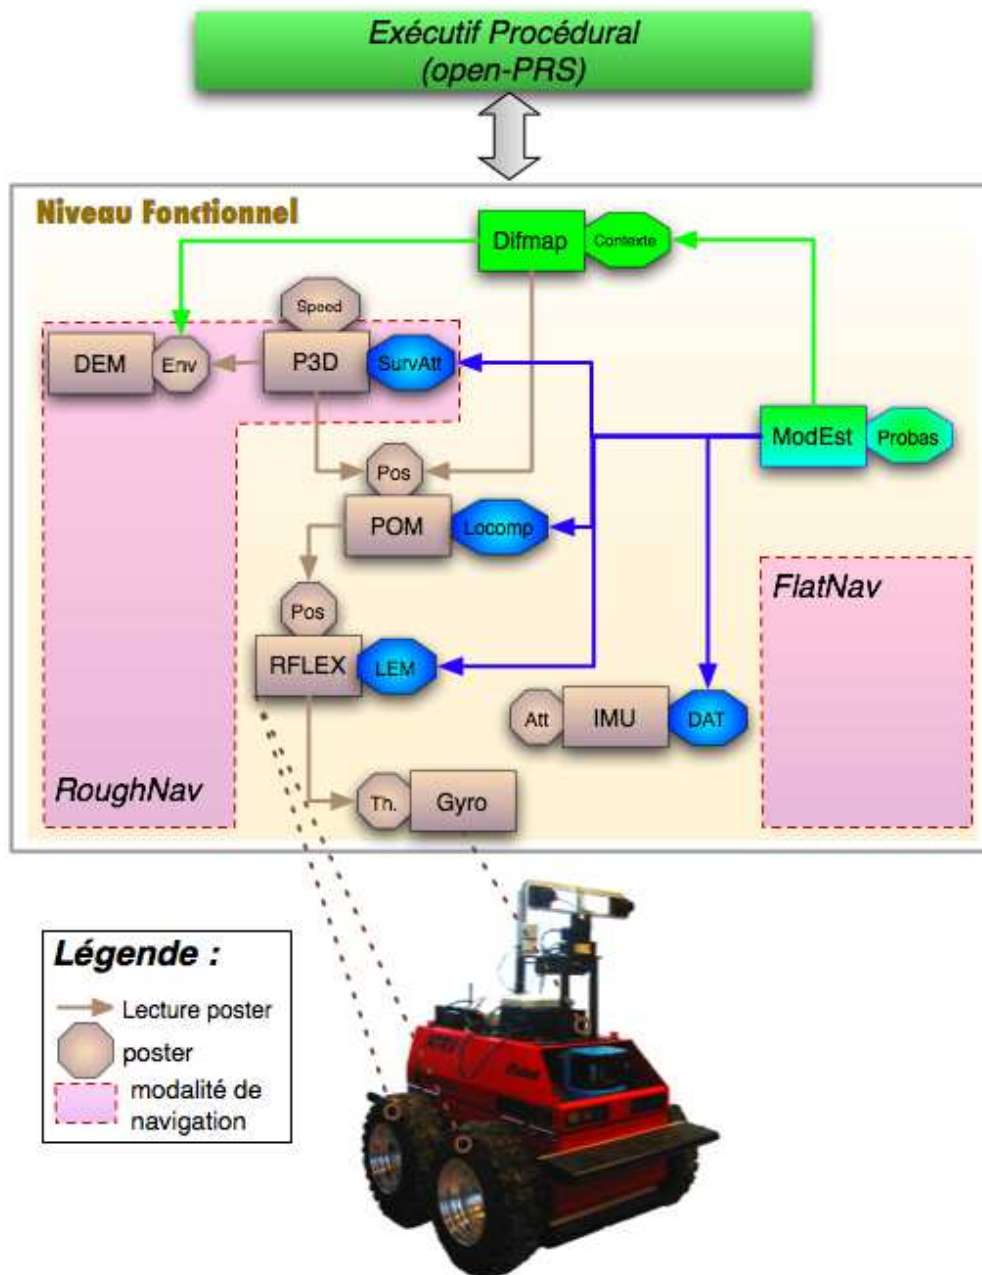 Exécutif Procédural
(open-PRS)
Niveau Fonctionnel
Difmap
Contexte
Speed
DEM
Env
P3D
SurvAtt
ModEst
Probas
Pos
POM
Locomp
FlatNav
Pos
RFLEX
LEM
Att
IMU
DAT
RoughNav
Th.
Gyro
Légende :
Lecture poster
poster
modalité de
navigation